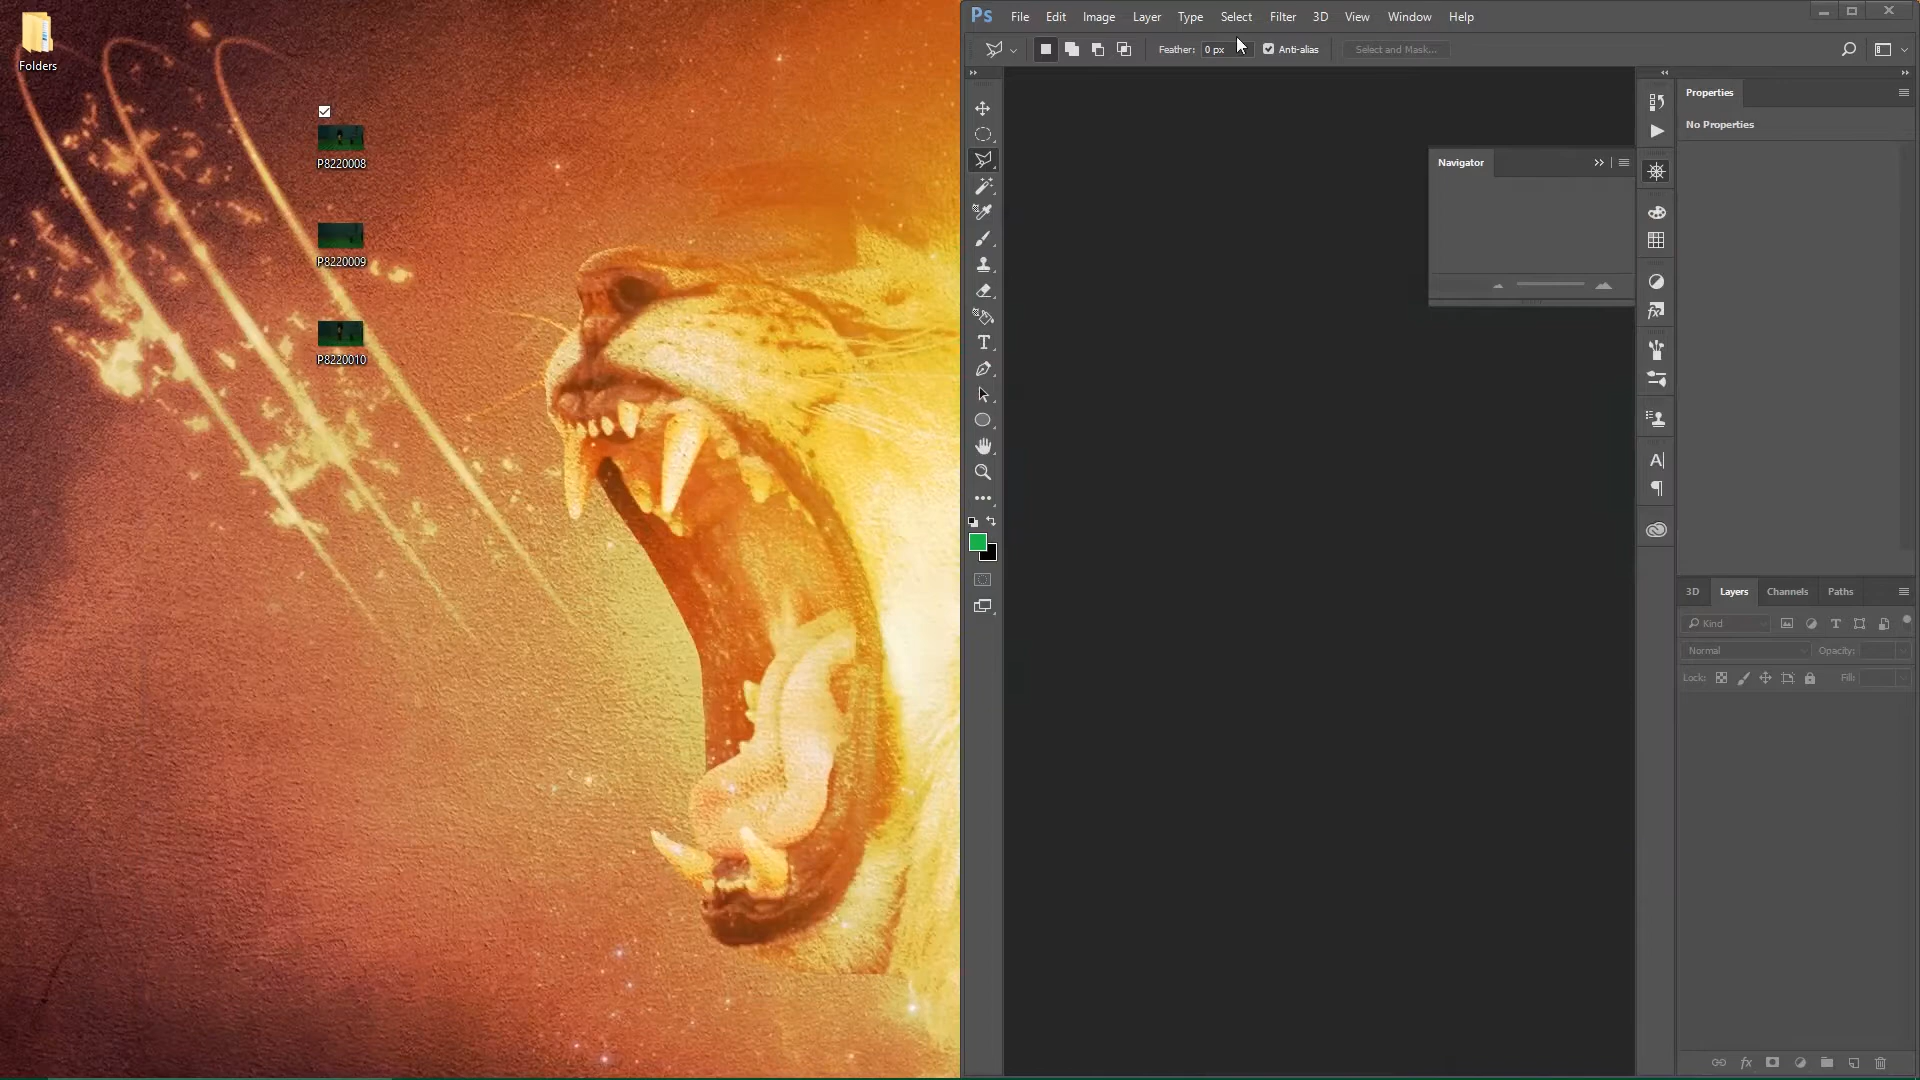 Folders
P8220008
P8220009
P8220010
Ps File Edit Image Layer Type Select Filter 3D View Window Help
Feather: 0 px Anti-alias Select and Mask...
Properties
No Properties
Navigator
3D Layers Channels Paths
Kind
Normal Opacity:
Lock: Fill: